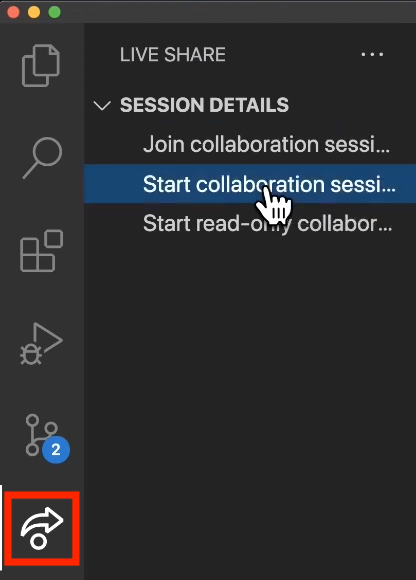 LIVE SHARE
SESSION DETAILS
Join collaboration sessi...
Start collaboration sessi...
Start read-only collabor...
2